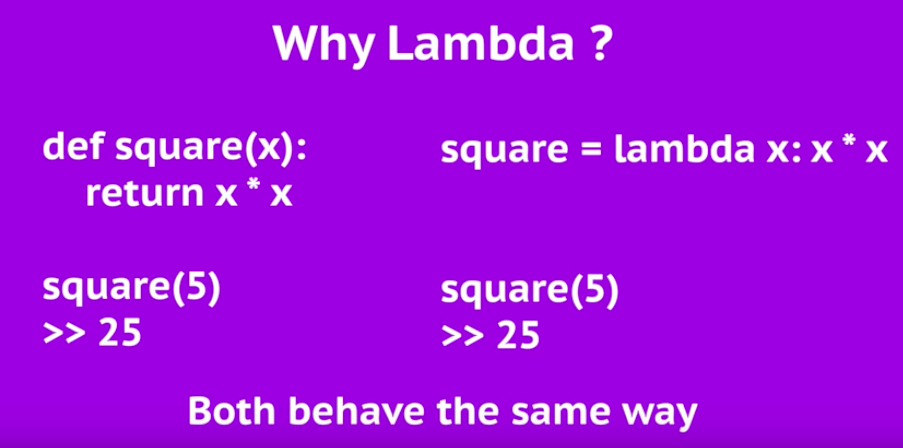 Why Lambda ?
def square(x):
return x * x
square(5)
>> 25
square = lambda x: x * x
square(5)
>> 25
Both behave the same way